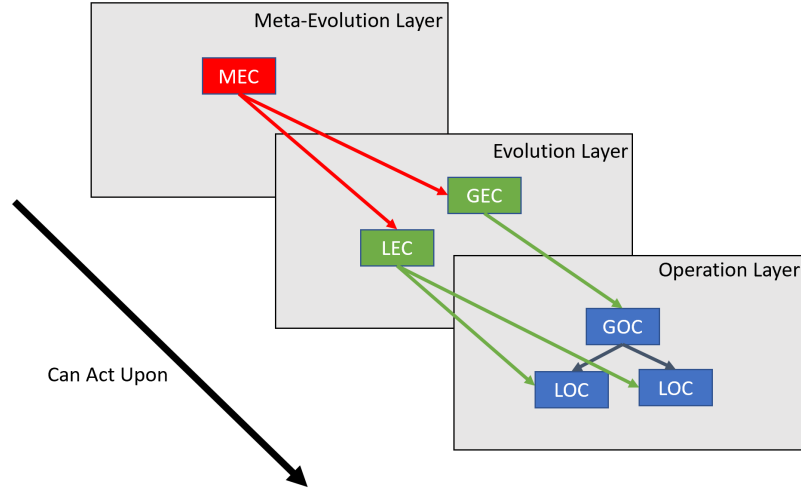 Meta-Evolution Layer
MEC
Evolution Layer
GEC
LEC
Operation Layer
GOC
LOC
LOC
Can Act Upon